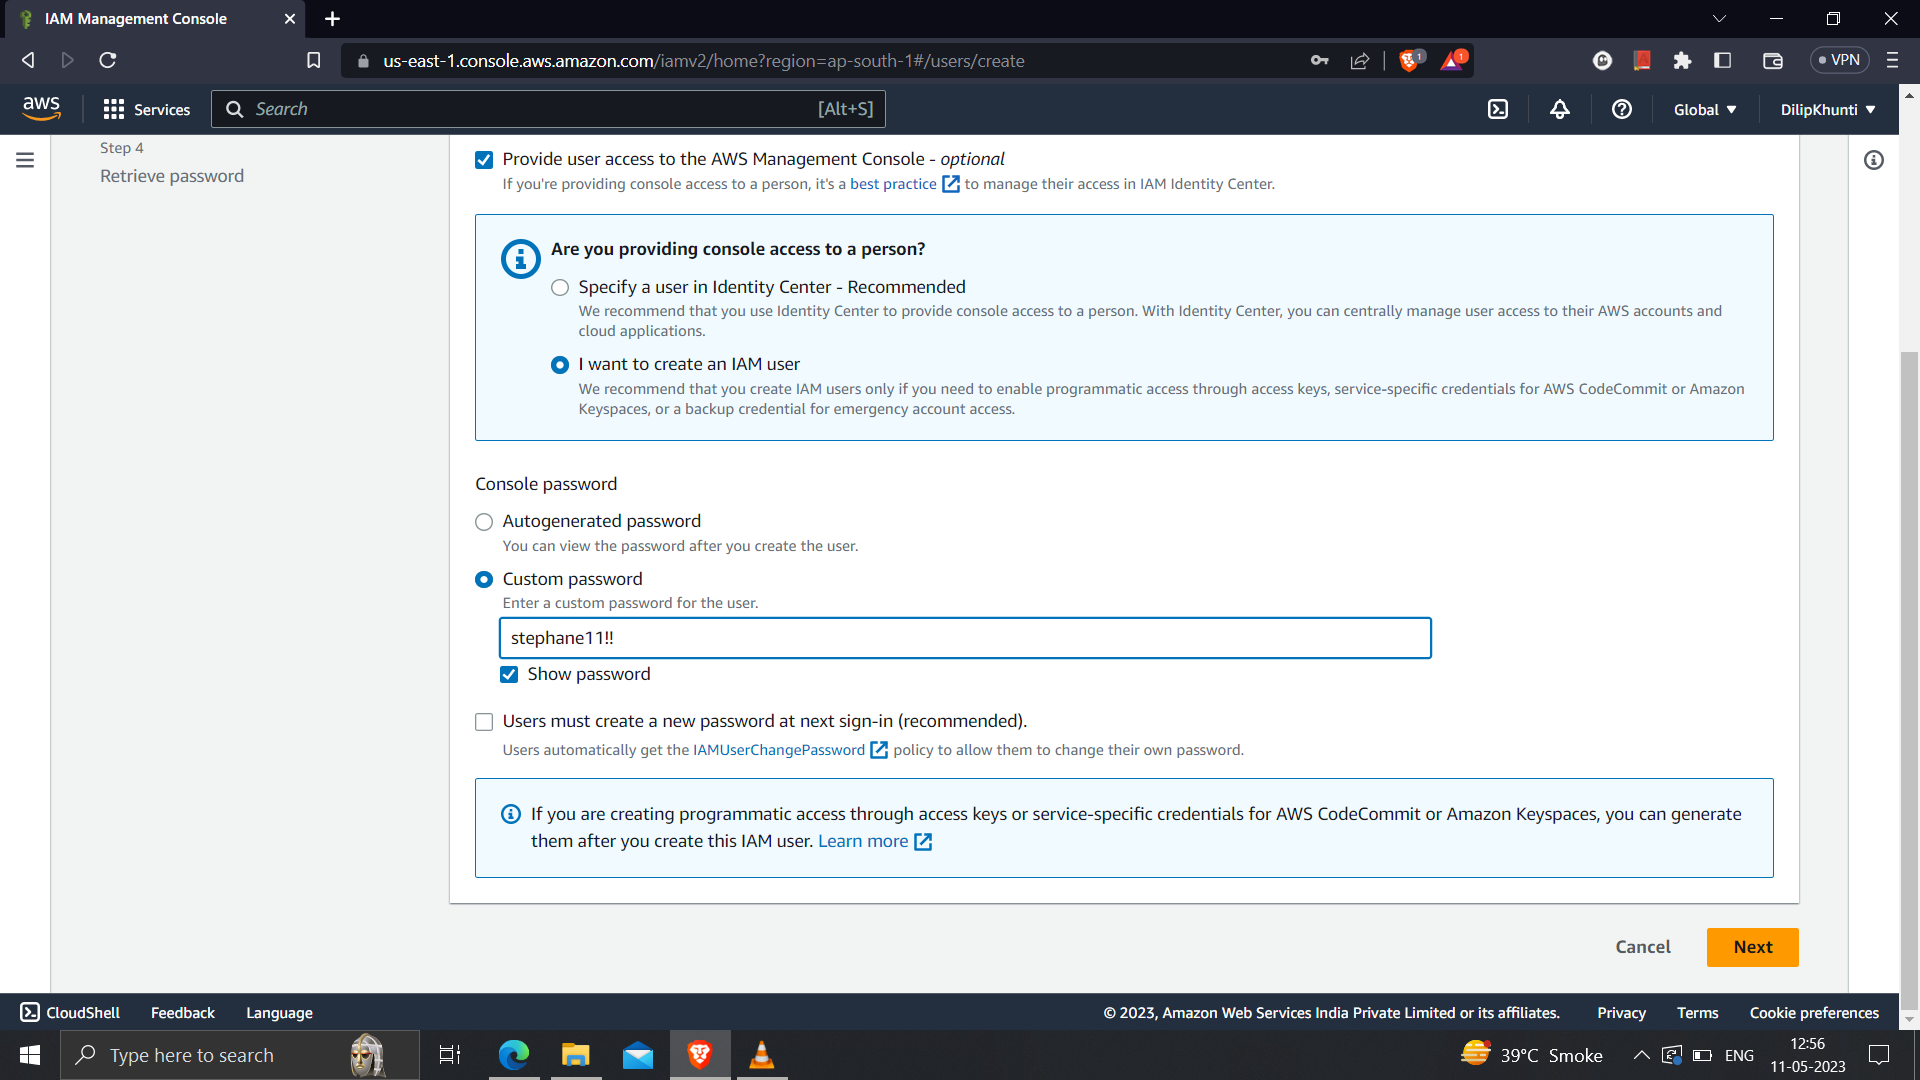 IAM Management Console
us-east-1.console.aws.amazon.com/iamv2/home?region=ap-south-1#/users/create
1
1
VPN
aws
Services
Search
[Alt+S]
Global
DilipKhunti
Step 4
Retrieve password
Provide user access to the AWS Management Console - optional
If you're providing console access to a person, it's a best practice to manage their access in IAM Identity Center.
Are you providing console access to a person?
Specify a user in Identity Center - Recommended
We recommend that you use Identity Center to provide console access to a person. With Identity Center, you can centrally manage user access to their AWS accounts and
cloud applications.
I want to create an IAM user
We recommend that you create IAM users only if you need to enable programmatic access through access keys, service-specific credentials for AWS CodeCommit or Amazon
Keyspaces, or a backup credential for emergency account access.
Console password
Autogenerated password
You can view the password after you create the user.
Custom password
Enter a custom password for the user.
stephane11!!
Show password
Users must create a new password at next sign-in (recommended).
Users automatically get the IAMUserChangePassword policy to allow them to change their own password.
If you are creating programmatic access through access keys or service-specific credentials for AWS CodeCommit or Amazon Keyspaces, you can generate
them after you create this IAM user. Learn more
Cancel
Next
CloudShell
Feedback
Language
© 2023, Amazon Web Services India Private Limited or its affiliates.
Privacy
Terms
Cookie preferences
Type here to search
39°C Smoke
ENG
12:56
11-05-2023